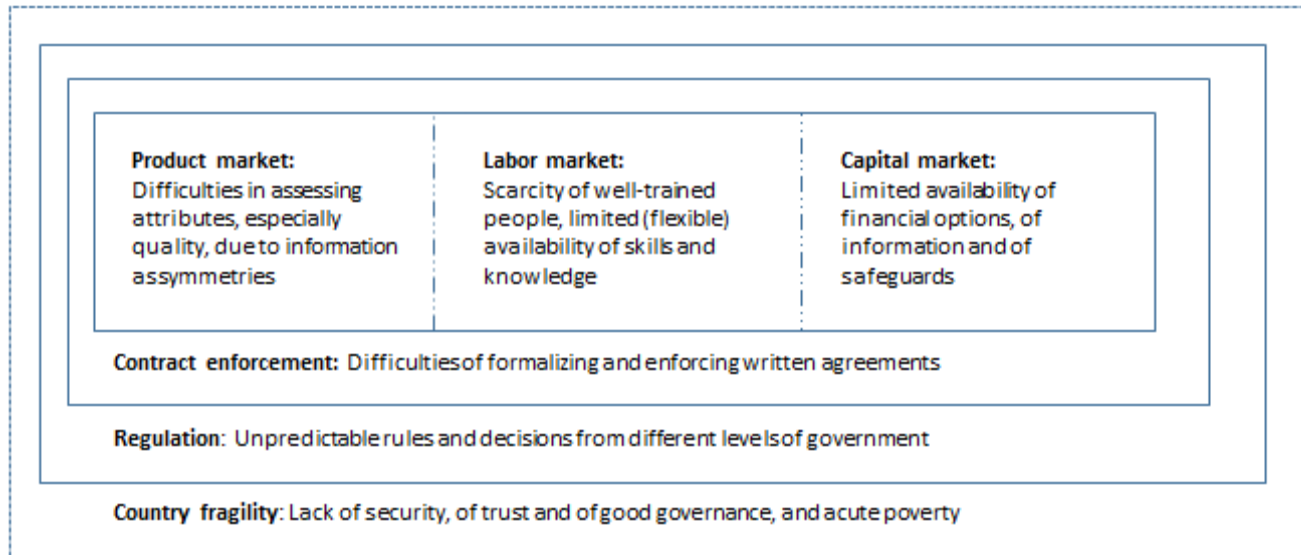 Product market:
Difficulties in assessing
attributes, especially
quality, due to information
assymmetries
Labor market:
Scarcity of well-trained
people, limited (flexible)
availability of skills and
knowledge
Capital market:
Limited availability of
financial options, of
information and of
safeguards
Contract enforcement: Difficulties of formalizing and enforcing written agreements
Regulation: Unpredictable rules and decisions from different levels of government
Country fragility: Lack of security, of trust and of good governance, and acute poverty